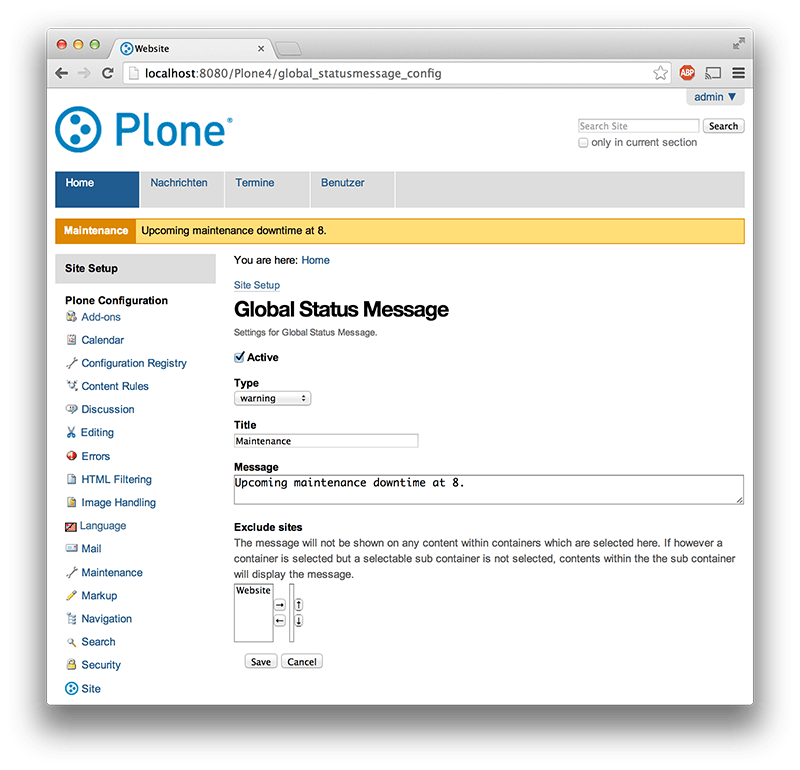 Website
localhost:8080/Plone4/global_statusmessage_config
ABP
admin ▼
Plone®
Search Site
Search
only in current section
Home
Nachrichten
Termine
Benutzer
Maintenance
Upcoming maintenance downtime at 8.
Site Setup
Plone Configuration
Add-ons
Calendar
Configuration Registry
Content Rules
Discussion
Editing
Errors
HTML Filtering
Image Handling
Language
Mail
Maintenance
Markup
Navigation
Search
Security
Site
You are here: Home
Site Setup
Global Status Message
Settings for Global Status Message.
Active
Type
warning
Title
Maintenance
Message
Upcoming maintenance downtime at 8.
Exclude sites
The message will not be shown on any content within containers which are selected here. If however a
container is selected but a selectable sub container is not selected, contents within the the sub container
will display the message.
Website
→
←
↑
↓
Save
Cancel